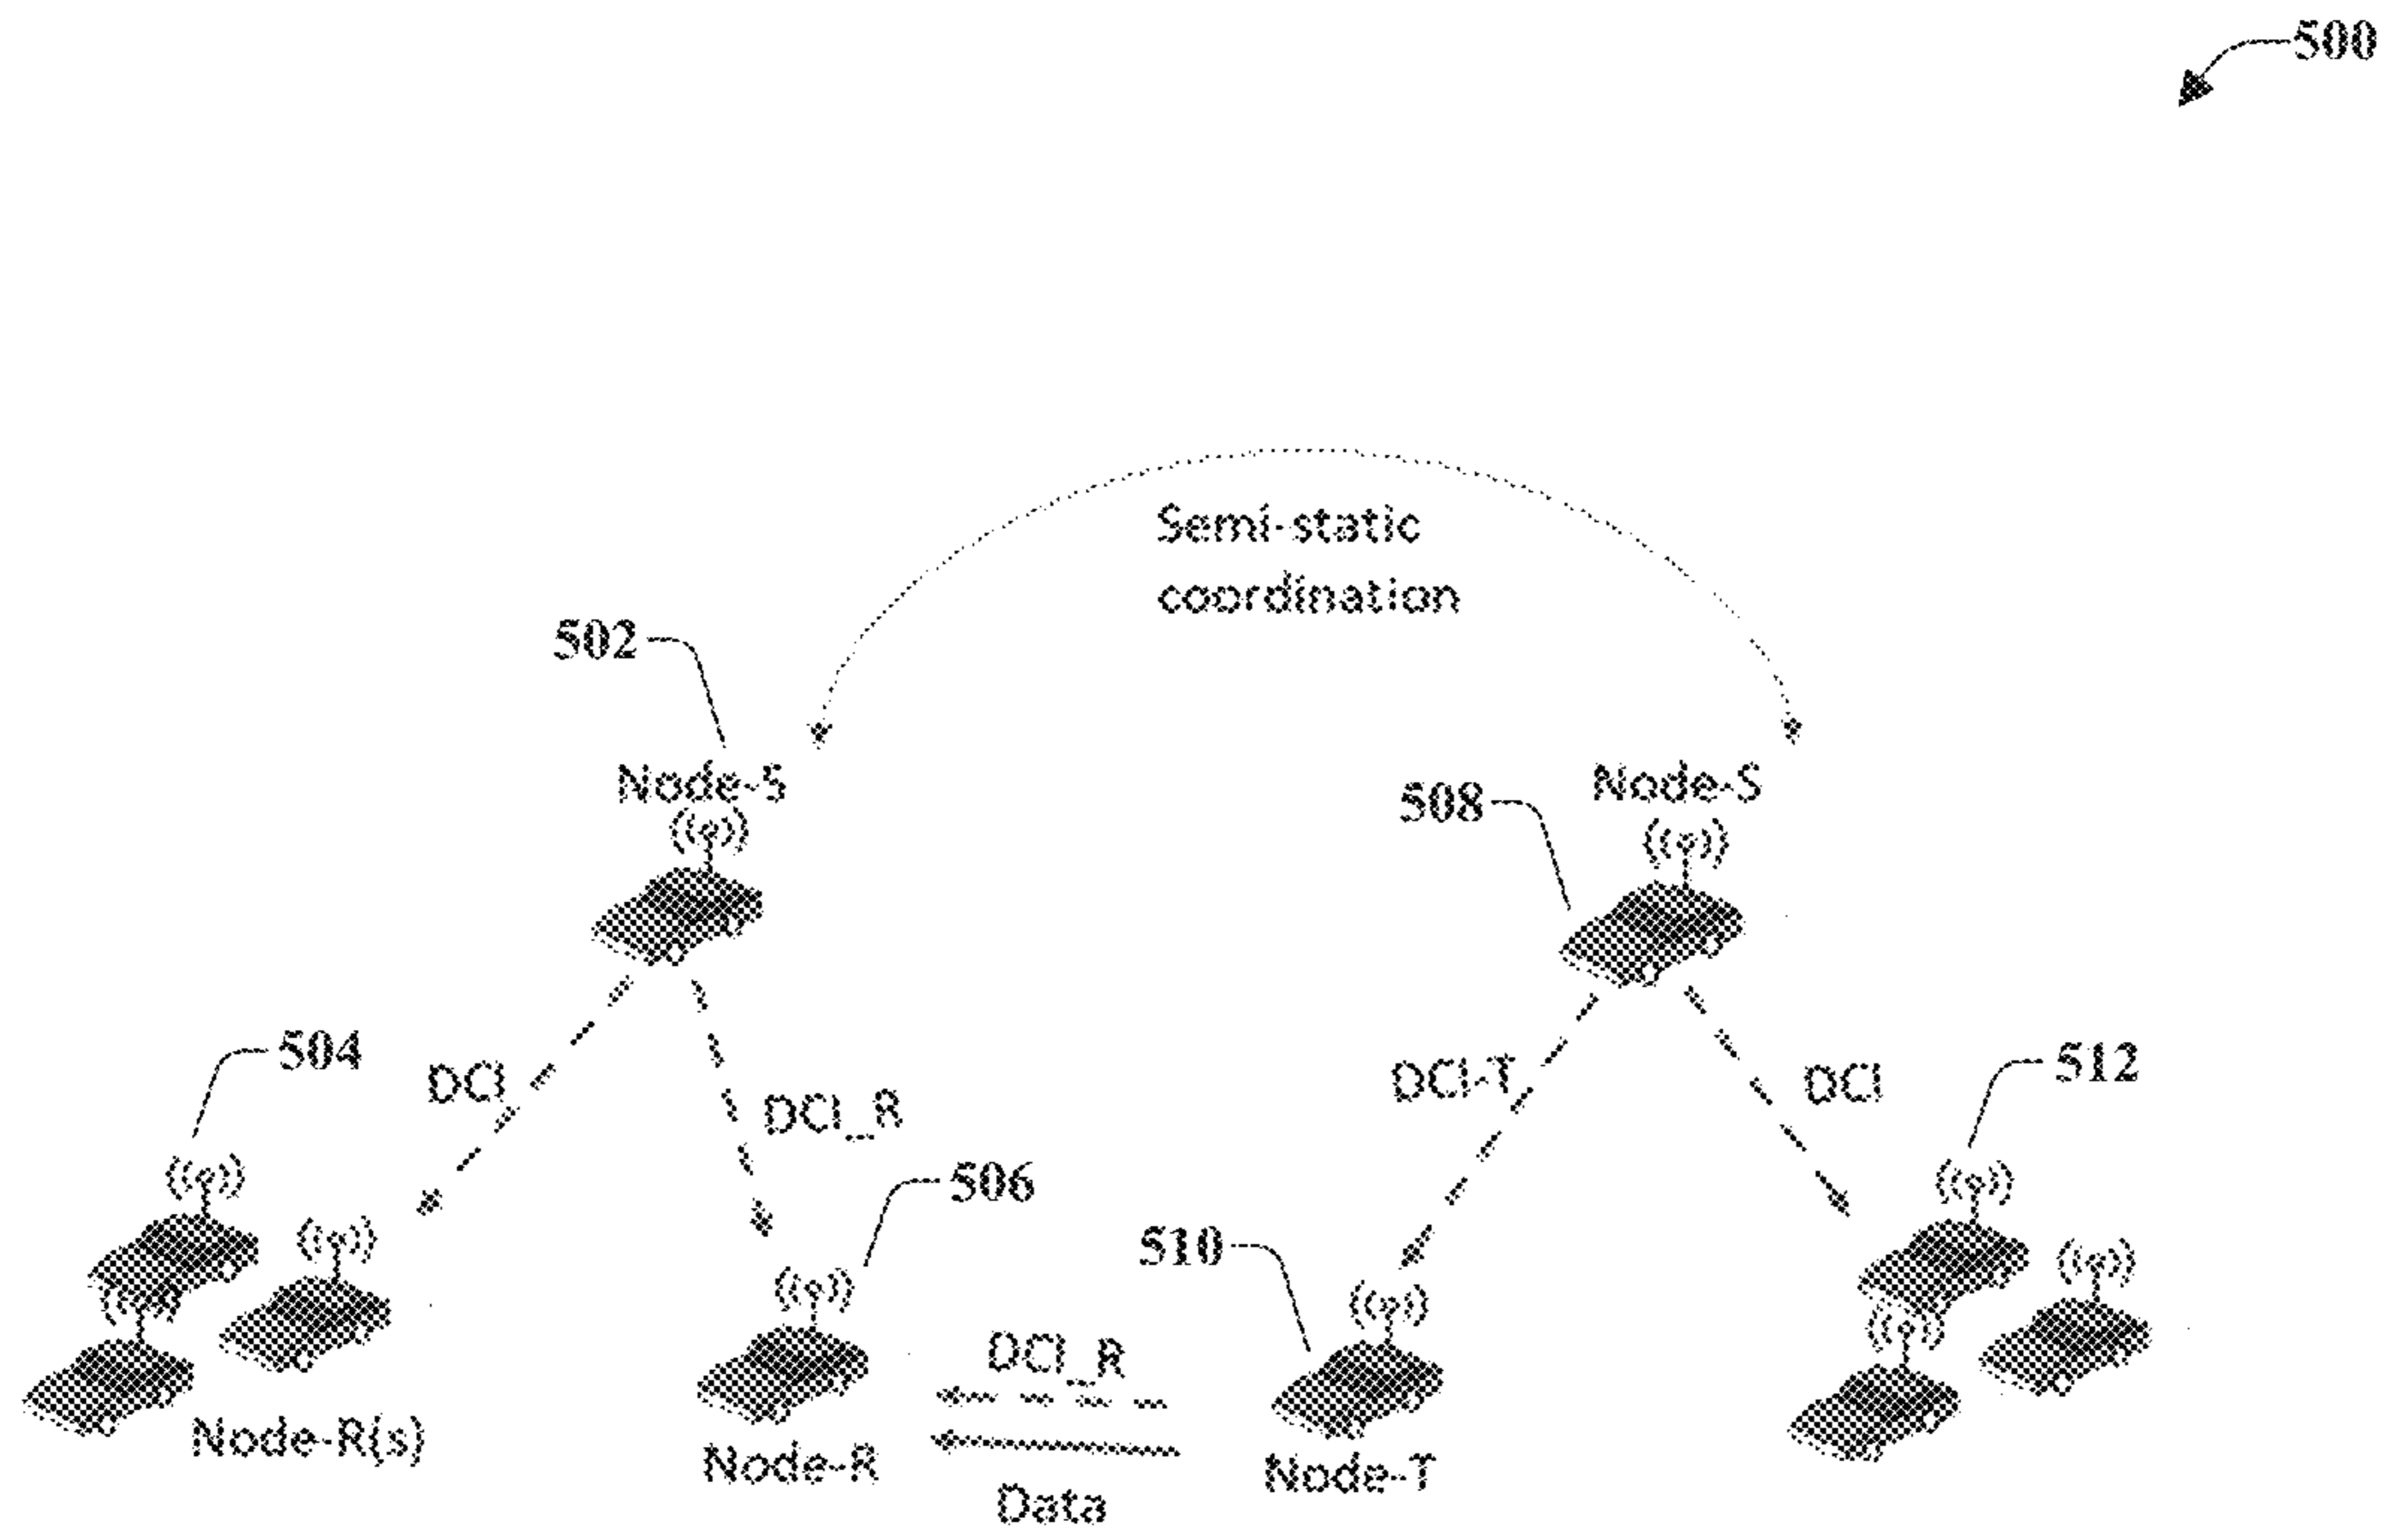 500
Semi-static
coordination
502
Node-S
508
Node-S
504
DCI
DCI_R
DCI-T
DCI
512
506
510
DCI_R
Node-R(s)
Node-R
Node-T
Data